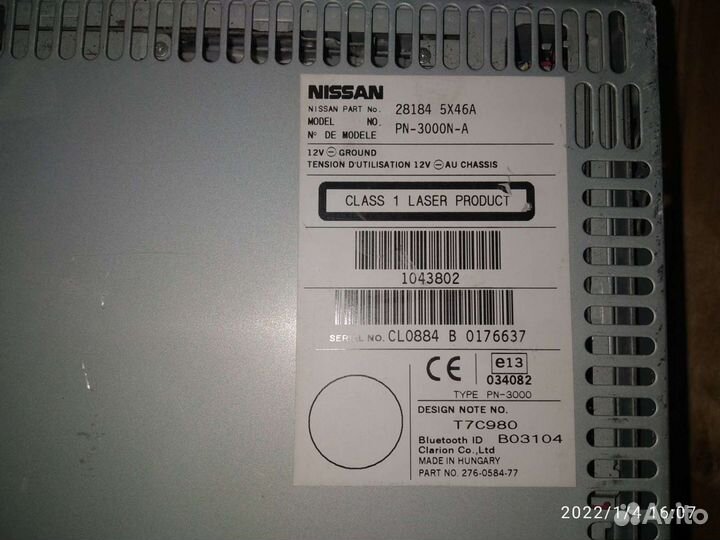 NISSAN
NISSAN PART No. 28184 5X46A
MODEL NO. PN-3000N-A
N° DE MODELE
12V ⊖ GROUND
TENSION D'UTILISATION 12V ⊖ AU CHASSIS
CLASS 1 LASER PRODUCT
1043802
SERIAL NO. CL0884 B 0176637
CE e13
034082
TYPE PN-3000
DESIGN NOTE NO.
T7C980
Bluetooth ID B03104
Clarion Co.,Ltd
MADE IN HUNGARY
PART NO. 276-0584-77
2022/1/4 16:07
Avito